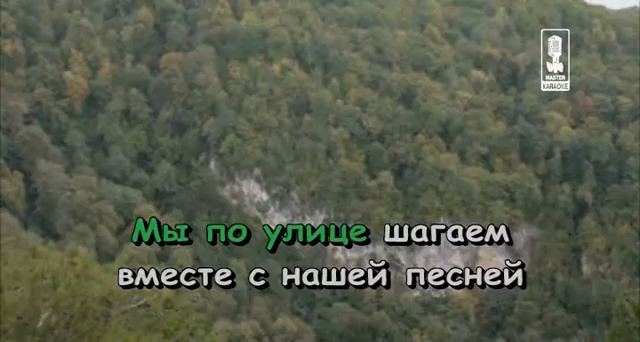 MASTER
KARAOKE
Мы по улице шагаем
вместе с нашей песней